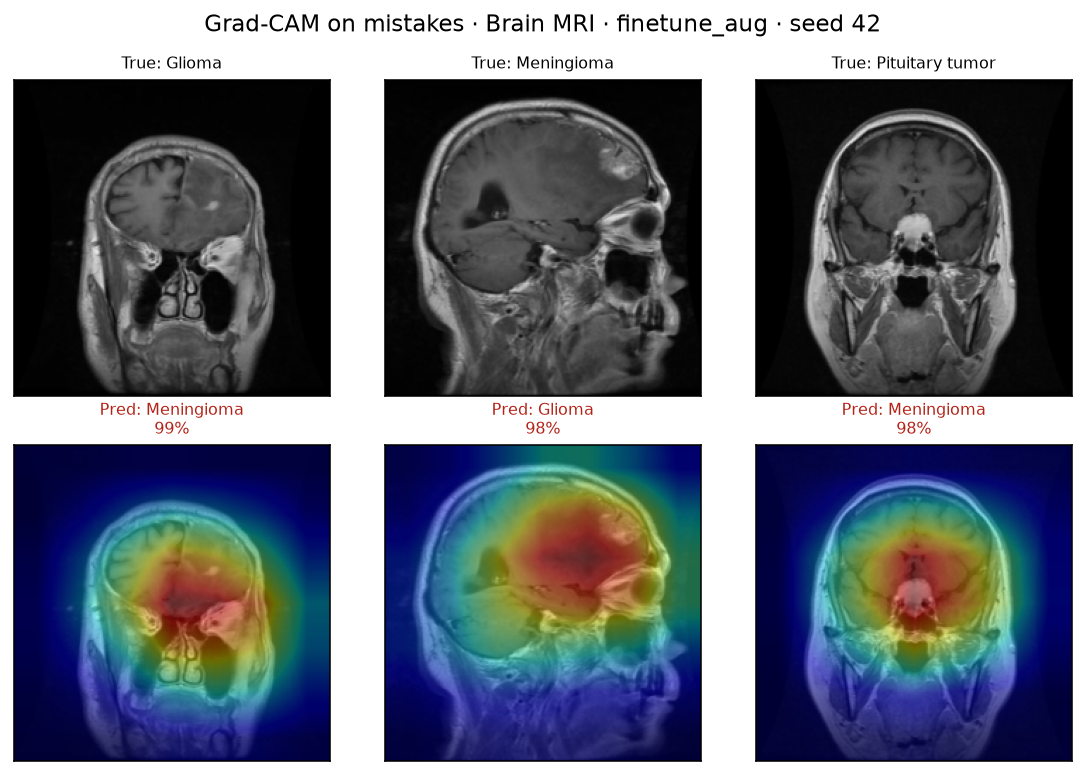 Grad-CAM on mistakes · Brain MRI · finetune_aug · seed 42
True: Glioma
True: Meningioma
True: Pituitary tumor
Pred: Meningioma
99%
Pred: Glioma
98%
Pred: Meningioma
98%